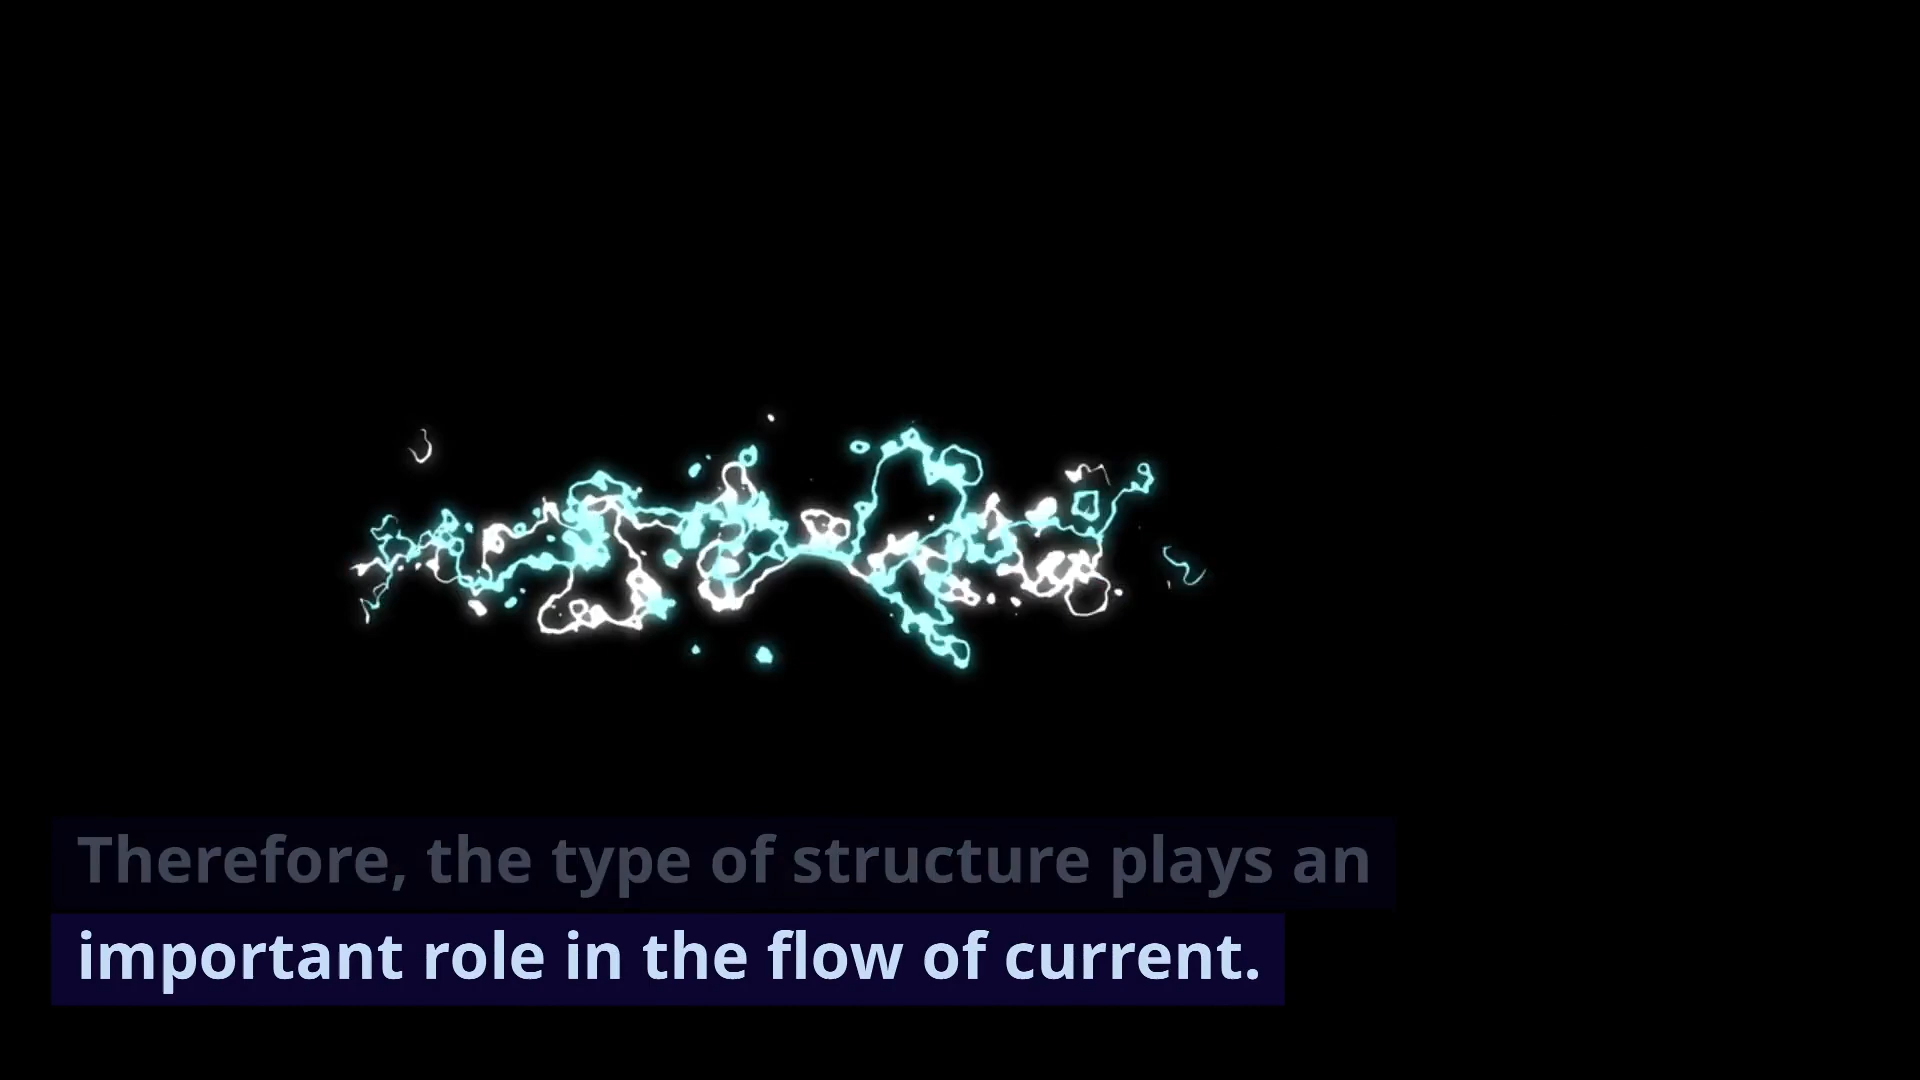 Therefore, the type of structure plays an
important role in the flow of current.